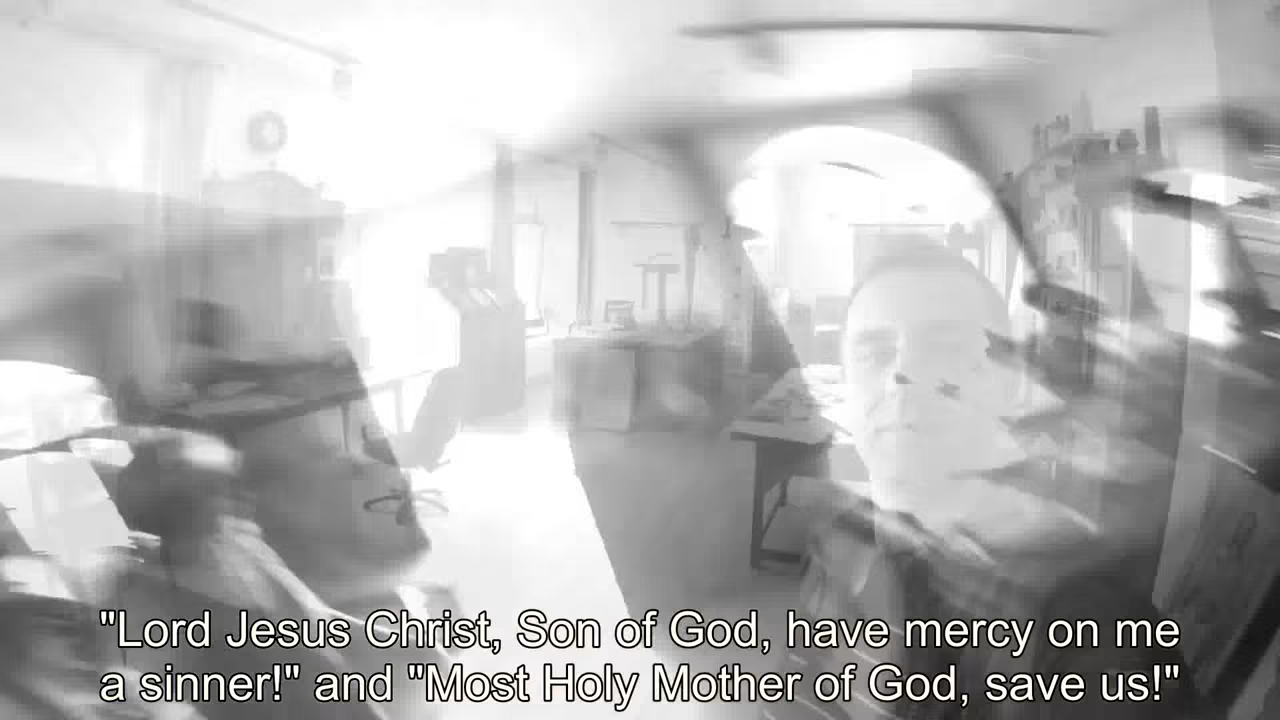 "Lord Jesus Christ, Son of God, have mercy on me
a sinner!" and "Most Holy Mother of God, save us!"